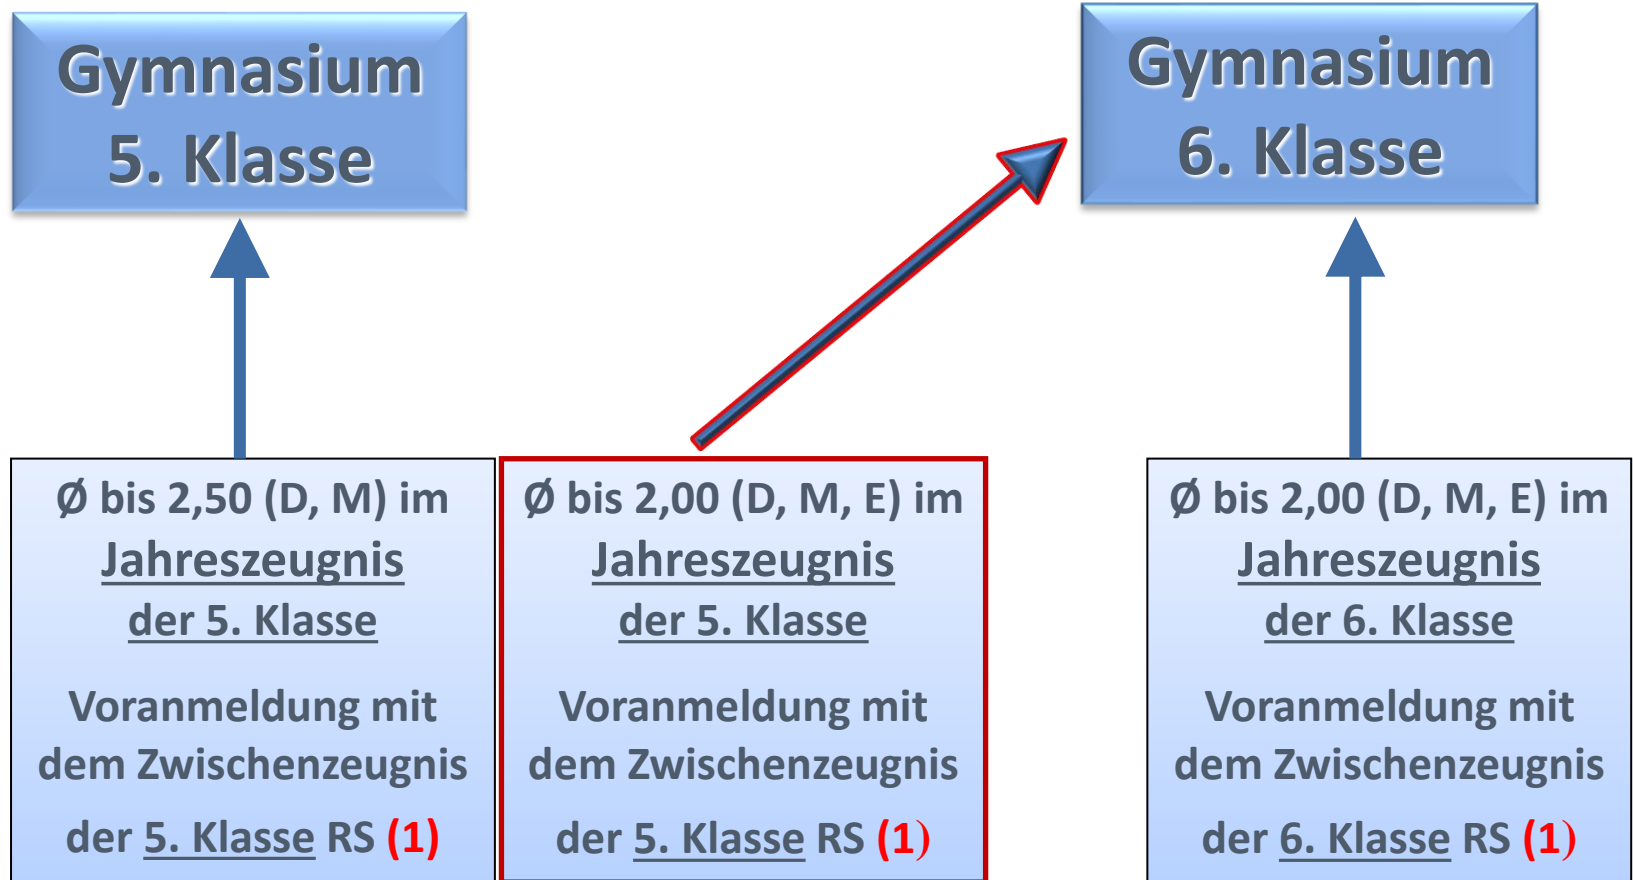 Gymnasium
5. Klasse
Gymnasium
6. Klasse
Ø bis 2,50 (D, M) im
Jahreszeugnis
der 5. Klasse
Voranmeldung mit
dem Zwischenzeugnis
der 5. Klasse RS (1)
Ø bis 2,00 (D, M, E) im
Jahreszeugnis
der 5. Klasse
Voranmeldung mit
dem Zwischenzeugnis
der 5. Klasse RS (1)
Ø bis 2,00 (D, M, E) im
Jahreszeugnis
der 6. Klasse
Voranmeldung mit
dem Zwischenzeugnis
der 6. Klasse RS (1)